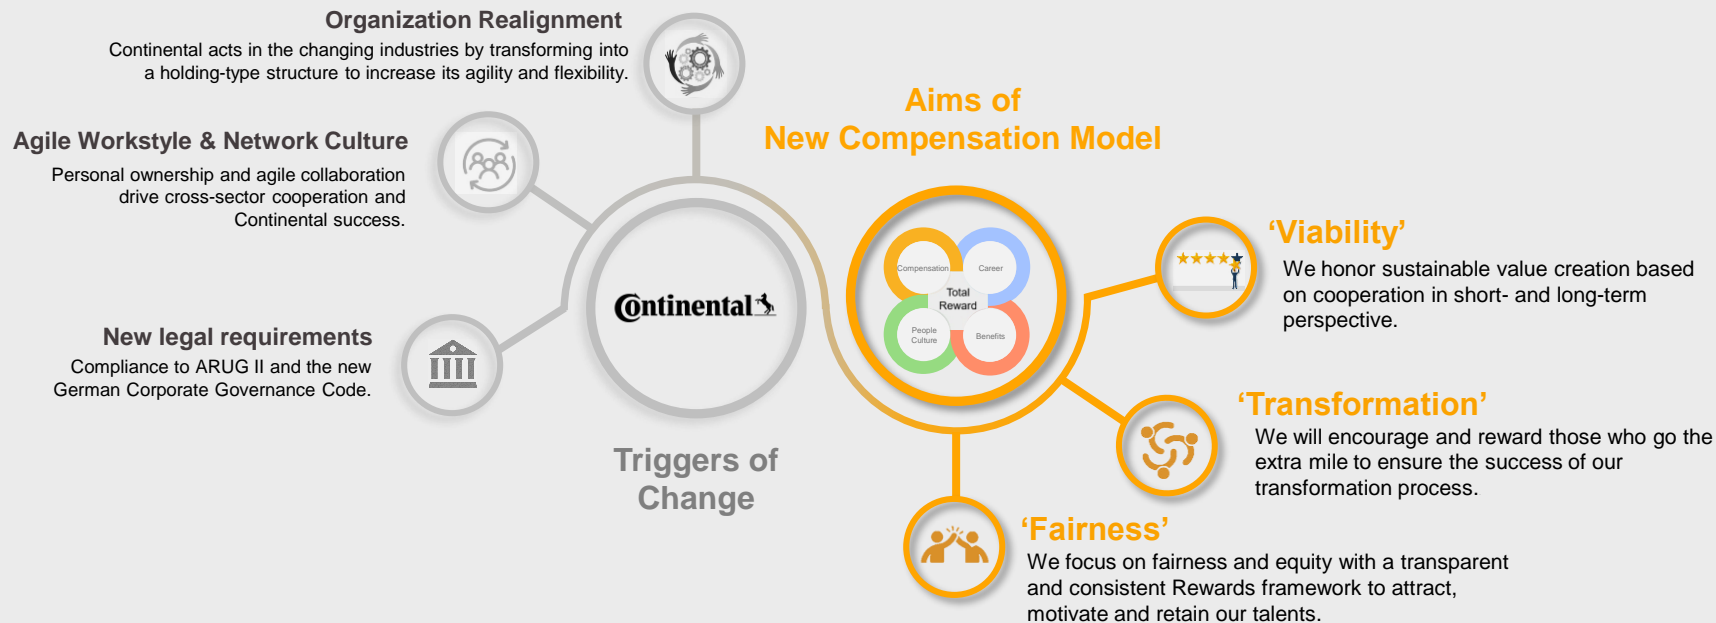 Organization Realignment
Continental acts in the changing industries by transforming into
a holding-type structure to increase its agility and flexibility.
Agile Workstyle & Network Culture
Personal ownership and agile collaboration
drive cross-sector cooperation and
Continental success.
New legal requirements
Compliance to ARUG II and the new
German Corporate Governance Code.
Continental
Triggers of
Change
Aims of
New Compensation Model
Compensation
Career
Total
Reward
People
Culture
Benefits
‘Viability’
We honor sustainable value creation based
on cooperation in short- and long-term
perspective.
‘Transformation’
We will encourage and reward those who go the
extra mile to ensure the success of our
transformation process.
‘Fairness’
We focus on fairness and equity with a transparent
and consistent Rewards framework to attract,
motivate and retain our talents.